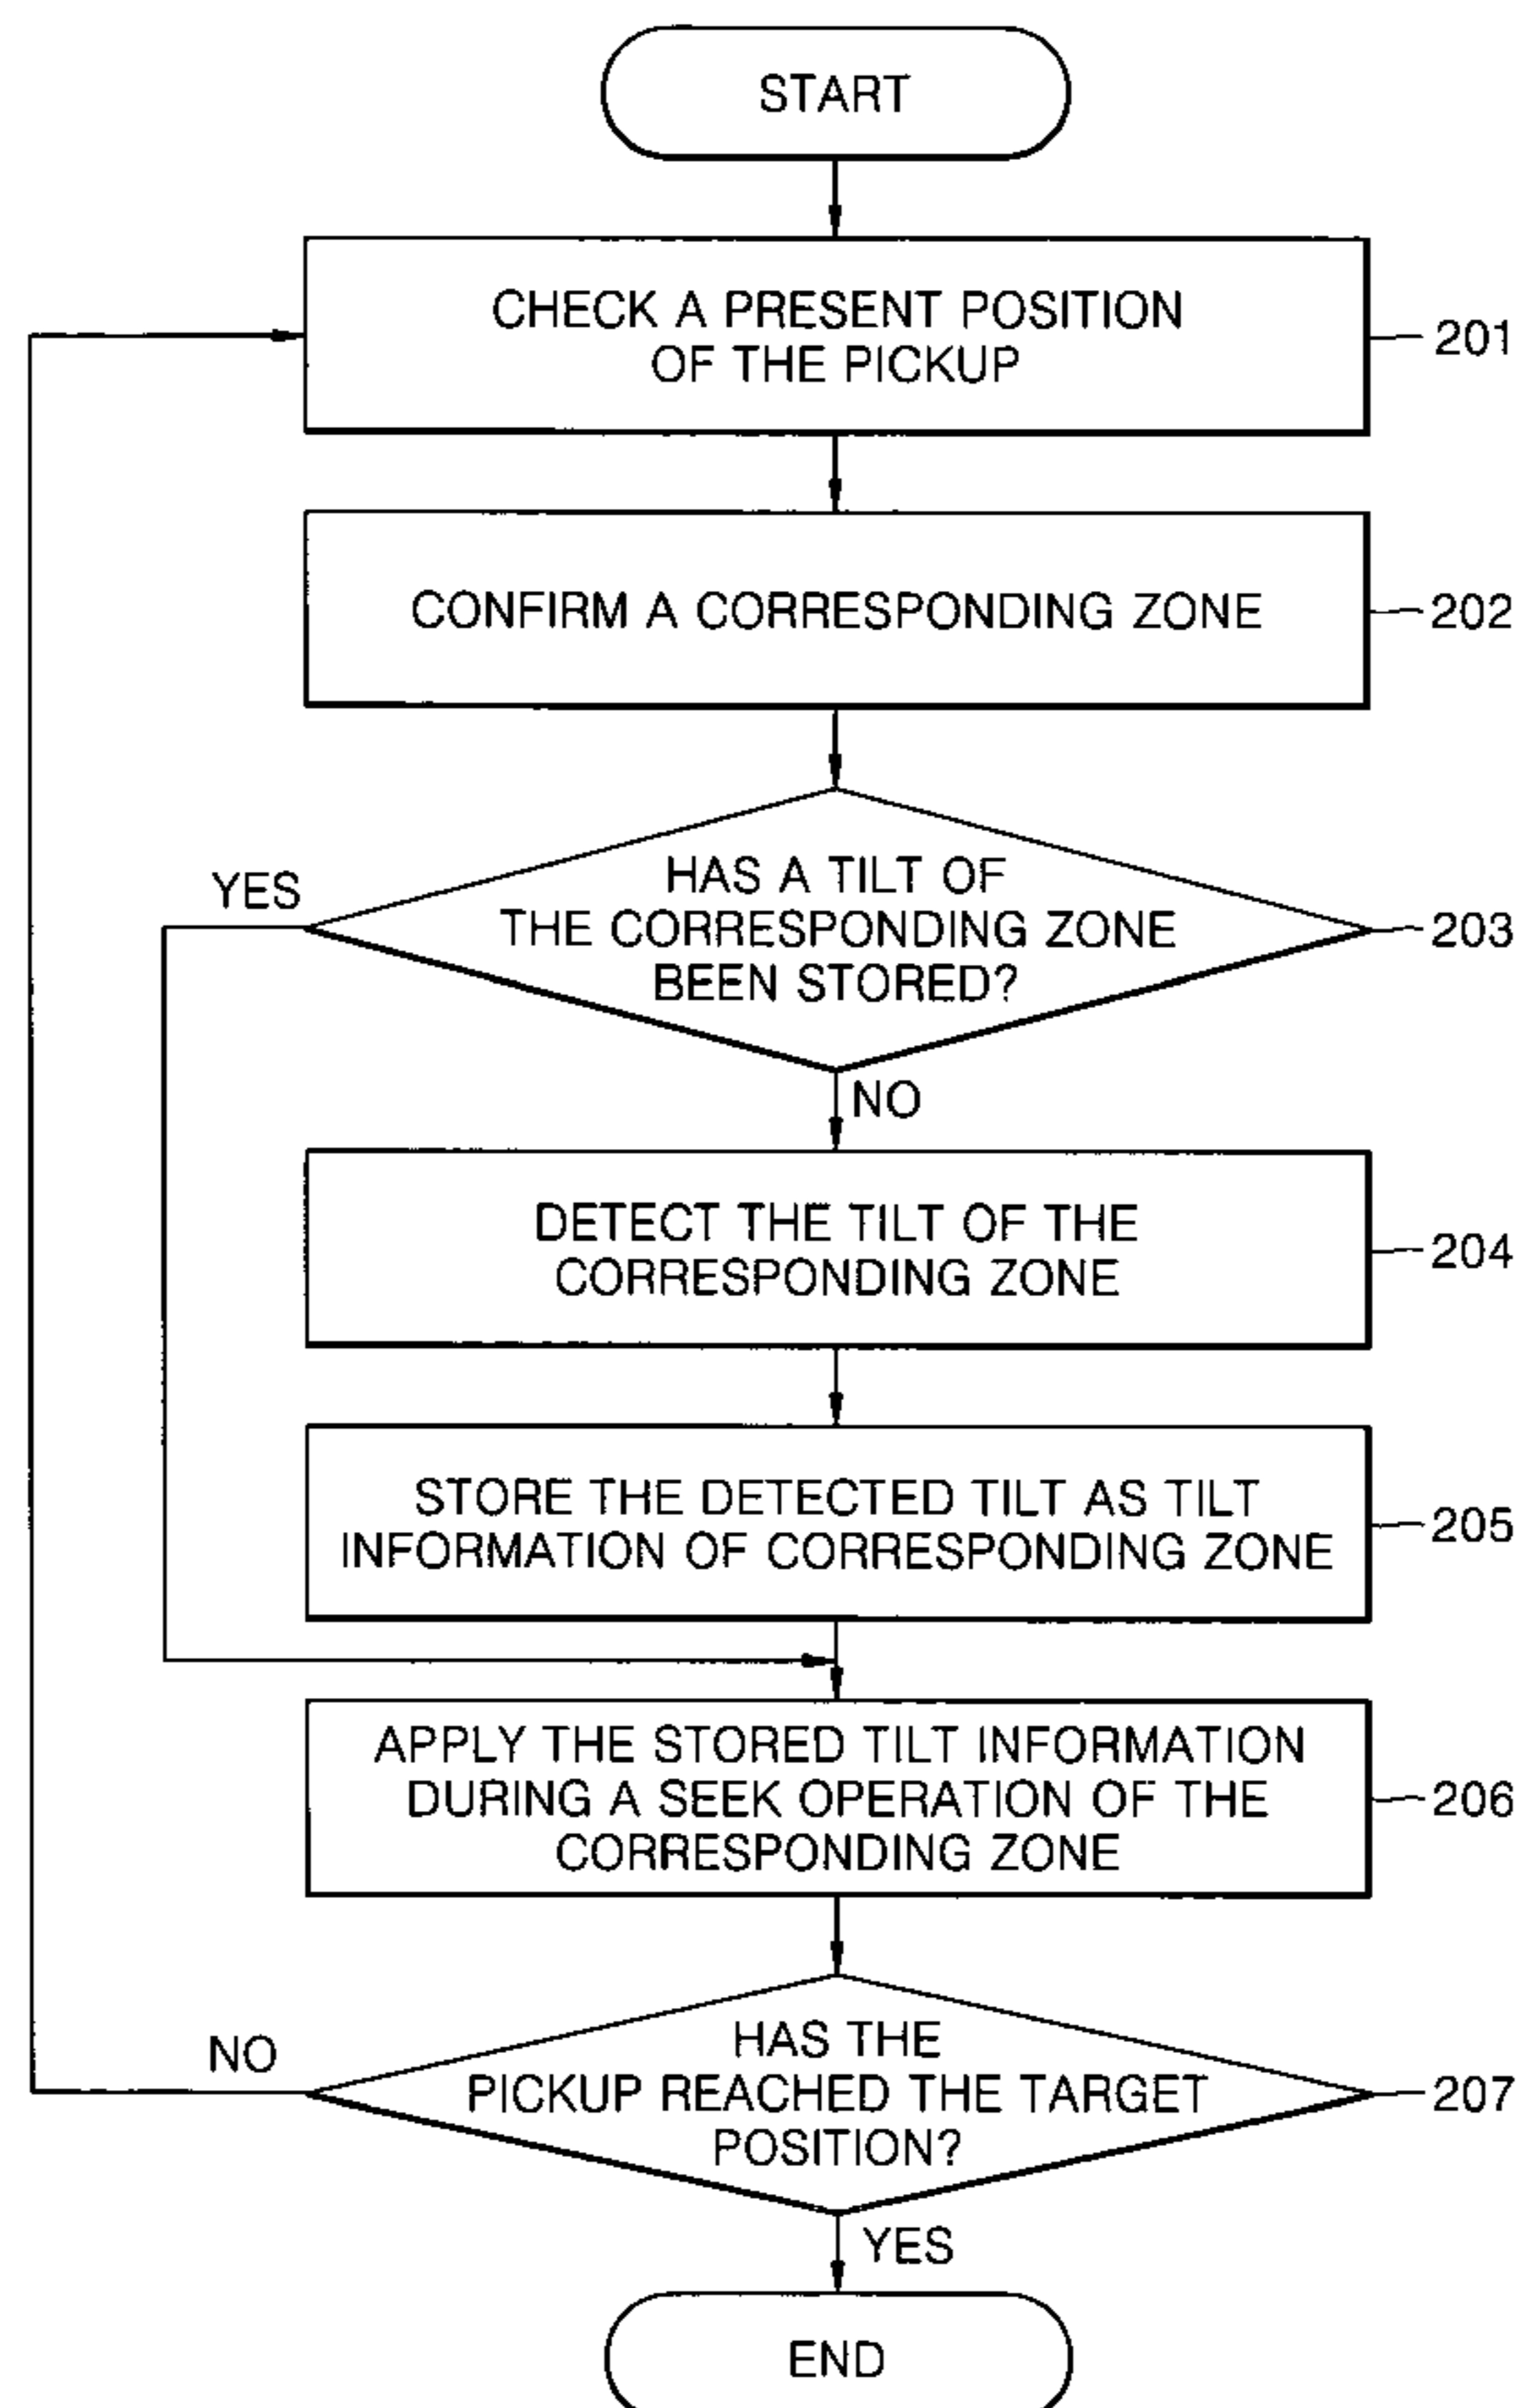 START
CHECK A PRESENT POSITION
OF THE PICKUP
201
CONFIRM A CORRESPONDING ZONE
202
YES
HAS A TILT OF
THE CORRESPONDING ZONE
BEEN STORED?
203
NO
DETECT THE TILT OF THE
CORRESPONDING ZONE
204
STORE THE DETECTED TILT AS TILT
INFORMATION OF CORRESPONDING ZONE
205
APPLY THE STORED TILT INFORMATION
DURING A SEEK OPERATION OF THE
CORRESPONDING ZONE
206
NO
HAS THE
PICKUP REACHED THE TARGET
POSITION?
207
YES
END